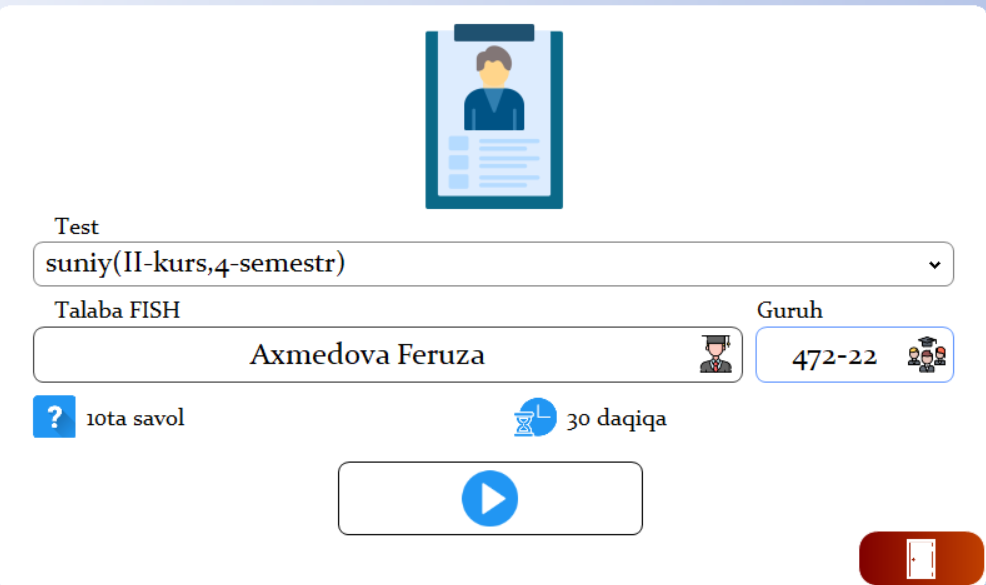 Test
suniy(II-kurs,4-semestr)
Talaba FISH
Guruh
Axmedova Feruza
472-22
?
10ta savol
30 daqiqa